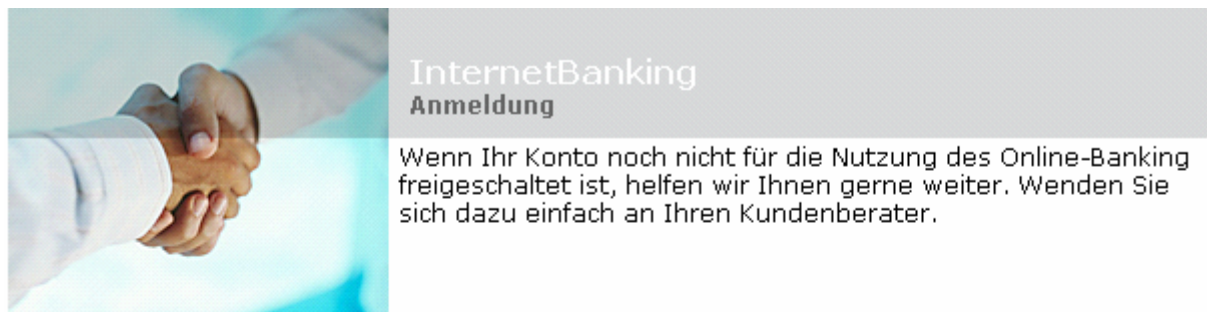 InternetBanking
Anmeldung
Wenn Ihr Konto noch nicht für die Nutzung des Online-Banking
freigeschaltet ist, helfen wir Ihnen gerne weiter. Wenden Sie
sich dazu einfach an Ihren Kundenberater.